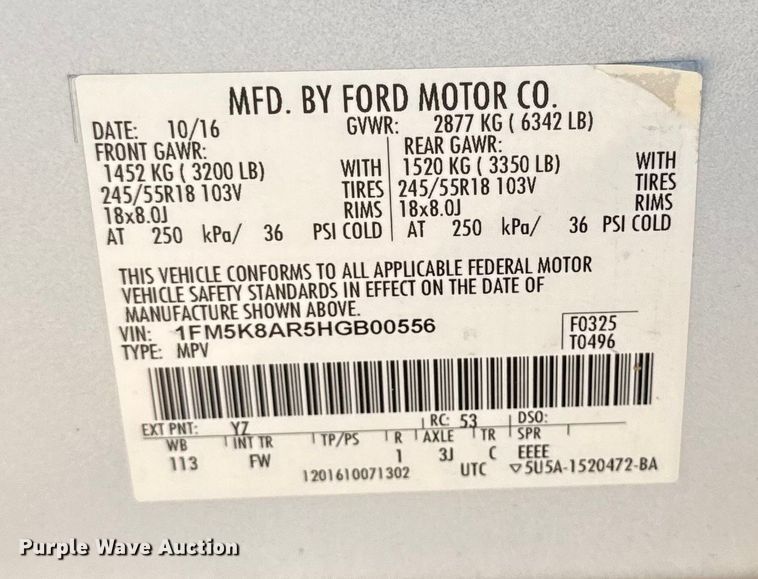 MFD. BY FORD MOTOR CO.
DATE: 10/16 GVWR: 2877 KG ( 6342 LB)
FRONT GAWR: REAR GAWR:
1452 KG ( 3200 LB) WITH 1520 KG ( 3350 LB) WITH
245/55R18 103V TIRES 245/55R18 103V TIRES
18x8.0J RIMS 18x8.0J RIMS
AT 250 kPa/ 36 PSI COLD AT 250 kPa/ 36 PSI COLD
THIS VEHICLE CONFORMS TO ALL APPLICABLE FEDERAL MOTOR
VEHICLE SAFETY STANDARDS IN EFFECT ON THE DATE OF
MANUFACTURE SHOWN ABOVE.
VIN: 1FM5K8AR5HGB00556 F0325
TYPE: MPV T0496
EXT PNT: YZ RC: 53 DSO:
WB INT TR TP/PS R AXLE TR SPR
113 FW 1 3J C EEEE
1201610071302 UTC ▽5U5A-1520472-BA
Purple Wave Auction